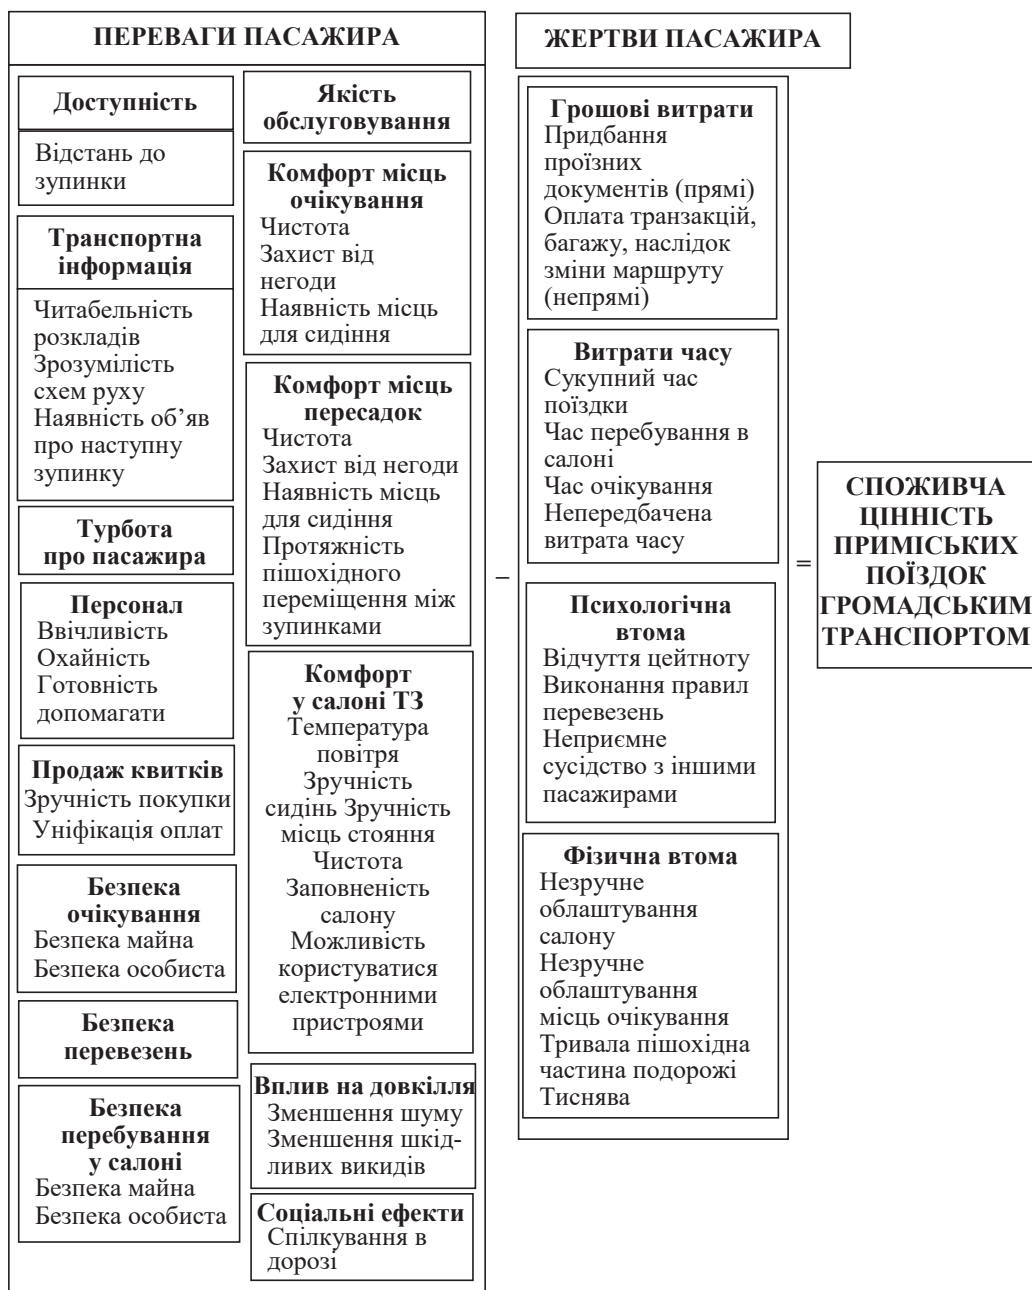 ПЕРЕВАГИ ПАСАЖИРА
Доступність
Відстань до
зупинки
Транспортна
інформація
Читабельність
розкладів
Зрозумілість
схем руху
Наявність об’яв
про наступну
зупинку
Турбота
про пасажира
Персонал
Ввічливість
Охайність
Готовність
допомагати
Продаж квитків
Зручність покупки
Уніфікація оплат
Безпека
очікування
Безпека майна
Безпека особиста
Безпека
перевезень
Безпека
перебування
у салоні
Безпека майна
Безпека особиста
Якість
обслуговування
Комфорт місць
очікування
Чистота
Захист від
негоди
Наявність місць
для сидіння
Комфорт місць
пересадок
Чистота
Захист від негоди
Наявність місць
для сидіння
Протяжність
пішохідного
переміщення між
зупинками
Комфорт
у салоні ТЗ
Температура
повітря
Зручність
сидінь Зручність
місць стояння
Чистота
Заповненість
салону
Можливість
користуватися
електронними
пристроями
Вплив на довкілля
Зменшення шуму
Зменшення шкід-
ливих викидів
Соціальні ефекти
Спілкування в
дорозі
–
ЖЕРТВИ ПАСАЖИРА
Грошові витрати
Придбання
проїзних
документів (прямі)
Оплата транзакцій,
багажу, наслідок
зміни маршруту
(непрямі)
Витрати часу
Сукупний час
поїздки
Час перебування в
салоні
Час очікування
Непередбачена
витрата часу
Психологічна
втома
Відчуття цейтноту
Виконання правил
перевезень
Неприємне
сусідство з іншими
пасажирами
Фізична втома
Незручне
облаштування
салону
Незручне
облаштування
місць очікування
Тривала пішохідна
частина подорожі
Тиснява
=
СПОЖИВЧА
ЦІННІСТЬ
ПРИМІСЬКИХ
ПОЇЗДОК
ГРОМАДСЬКИМ
ТРАНСПОРТОМ